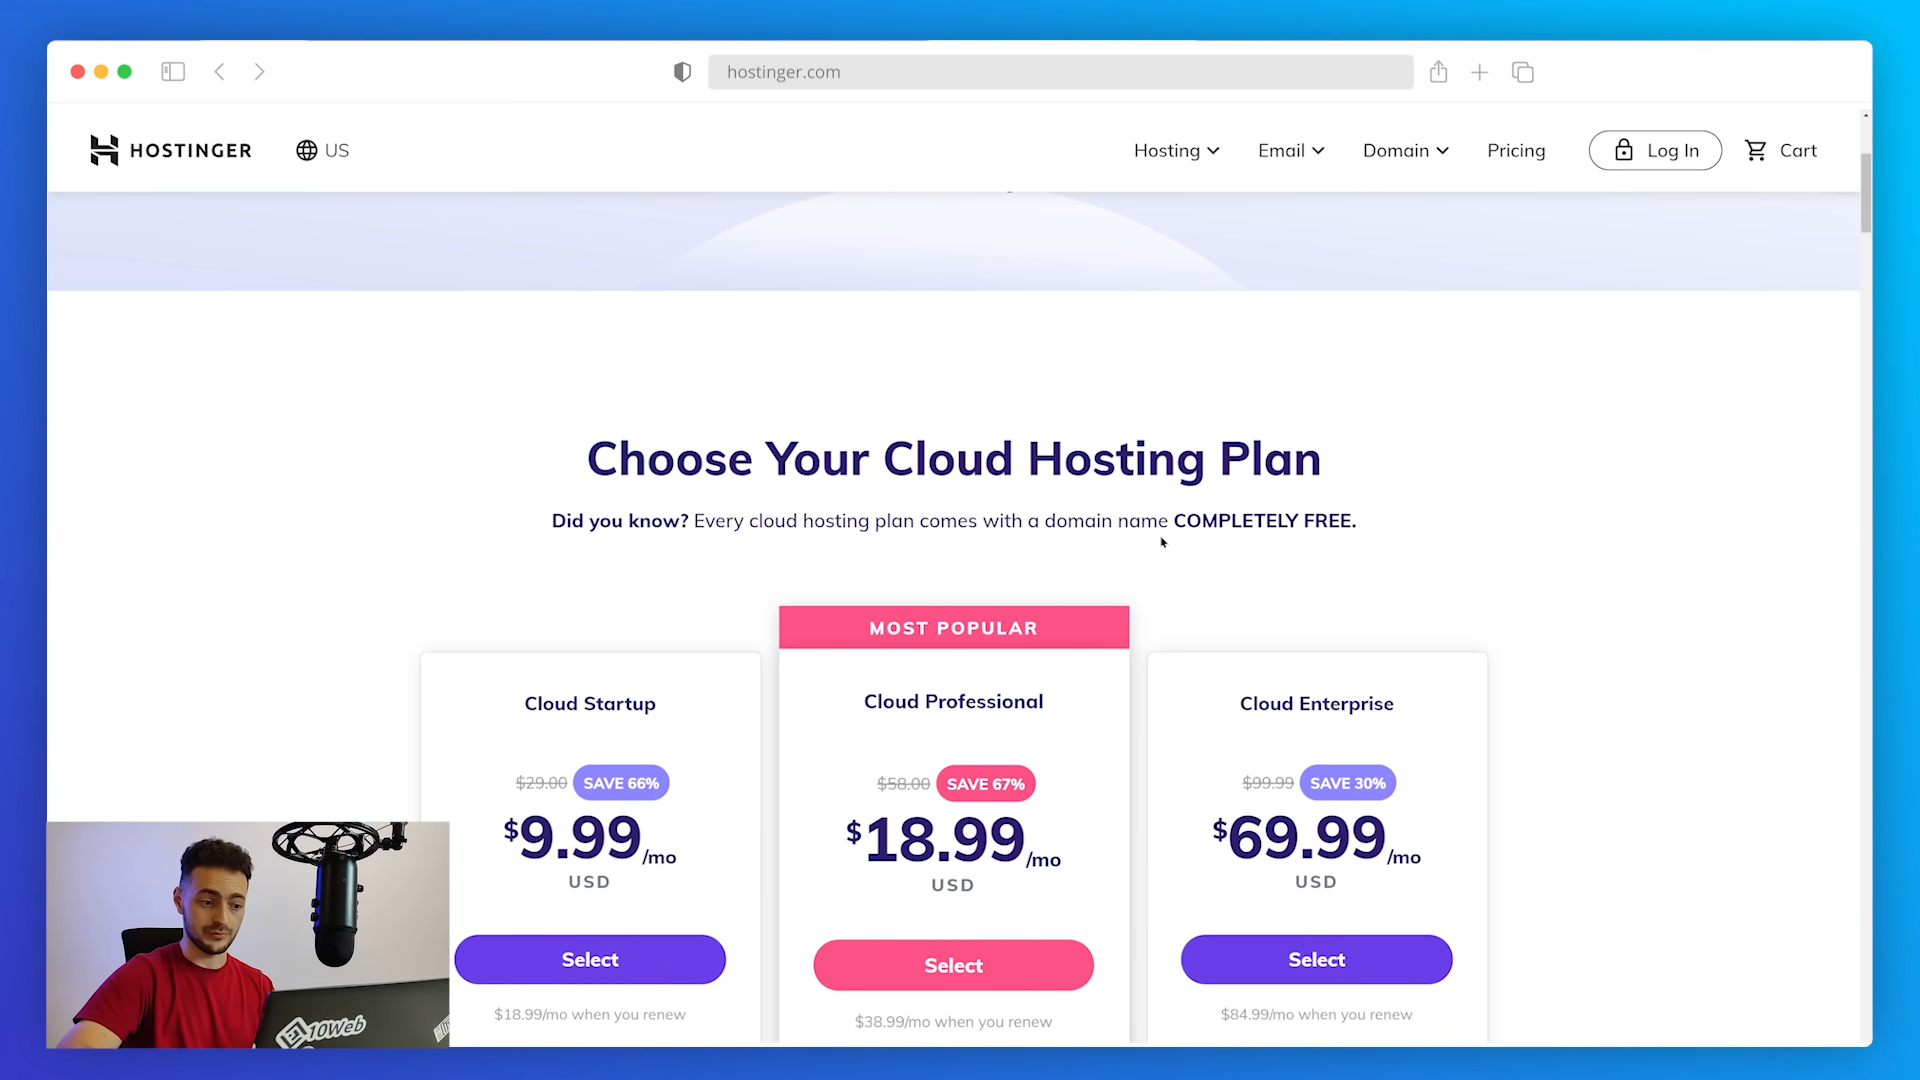 hostinger.com
HOSTINGER
US
Hosting
Email
Domain
Pricing
Log In
Cart
Choose Your Cloud Hosting Plan
Did you know? Every cloud hosting plan comes with a domain name COMPLETELY FREE.
MOST POPULAR
Cloud Startup
$29.00 SAVE 66%
$9.99/mo
USD
Select
$18.99/mo when you renew
Cloud Professional
$58.00 SAVE 67%
$18.99/mo
USD
Select
$38.99/mo when you renew
Cloud Enterprise
$99.99 SAVE 30%
$69.99/mo
USD
Select
$84.99/mo when you renew
10Web